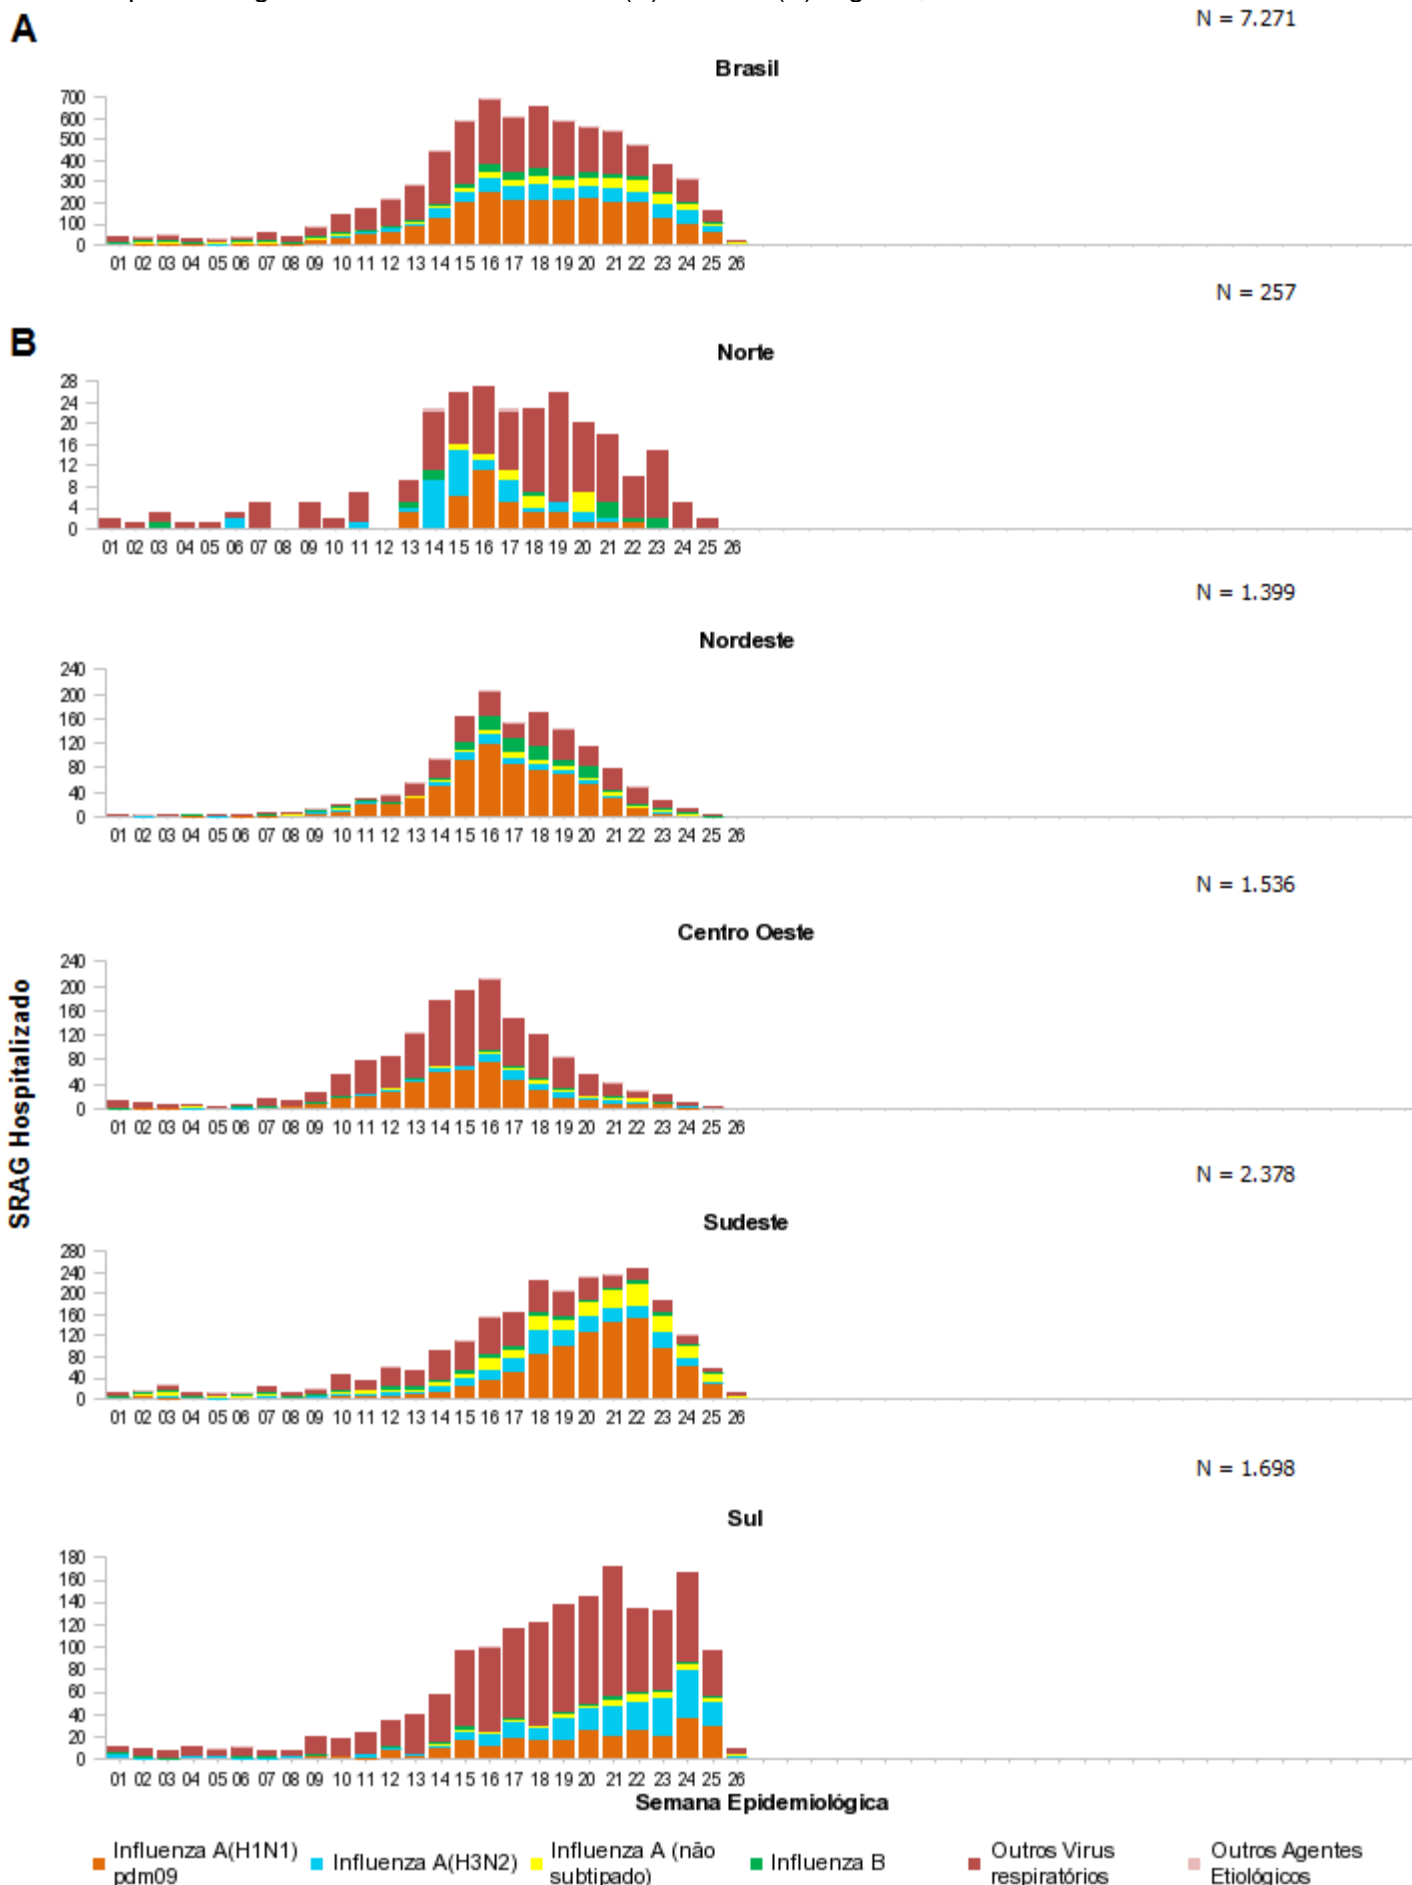 A
N = 7.271
Brasil
700
600
500
400
300
200
100
0
01 02 03 04 05 06 07 08 09 10 11 12 13 14 15 16 17 18 19 20 21 22 23 24 25 26
N = 257
B
Norte
28
24
20
16
12
8
4
0
01 02 03 04 05 06 07 08 09 10 11 12 13 14 15 16 17 18 19 20 21 22 23 24 25 26
N = 1.399
Nordeste
240
200
160
120
80
40
0
01 02 03 04 05 06 07 08 09 10 11 12 13 14 15 16 17 18 19 20 21 22 23 24 25 26
N = 1.536
Centro Oeste
240
200
160
120
80
40
0
01 02 03 04 05 06 07 08 09 10 11 12 13 14 15 16 17 18 19 20 21 22 23 24 25 26
SRAG Hospitalizado
N = 2.378
Sudeste
280
240
200
160
120
80
40
0
01 02 03 04 05 06 07 08 09 10 11 12 13 14 15 16 17 18 19 20 21 22 23 24 25 26
N = 1.698
Sul
180
160
140
120
100
80
60
40
20
0
01 02 03 04 05 06 07 08 09 10 11 12 13 14 15 16 17 18 19 20 21 22 23 24 25 26
Semana Epidemiológica
Influenza A(H1N1)
pdm09
Influenza A(H3N2)
Influenza A (não
subtipado)
Influenza B
Outros Virus
respiratórios
Outros Agentes
Etiológicos